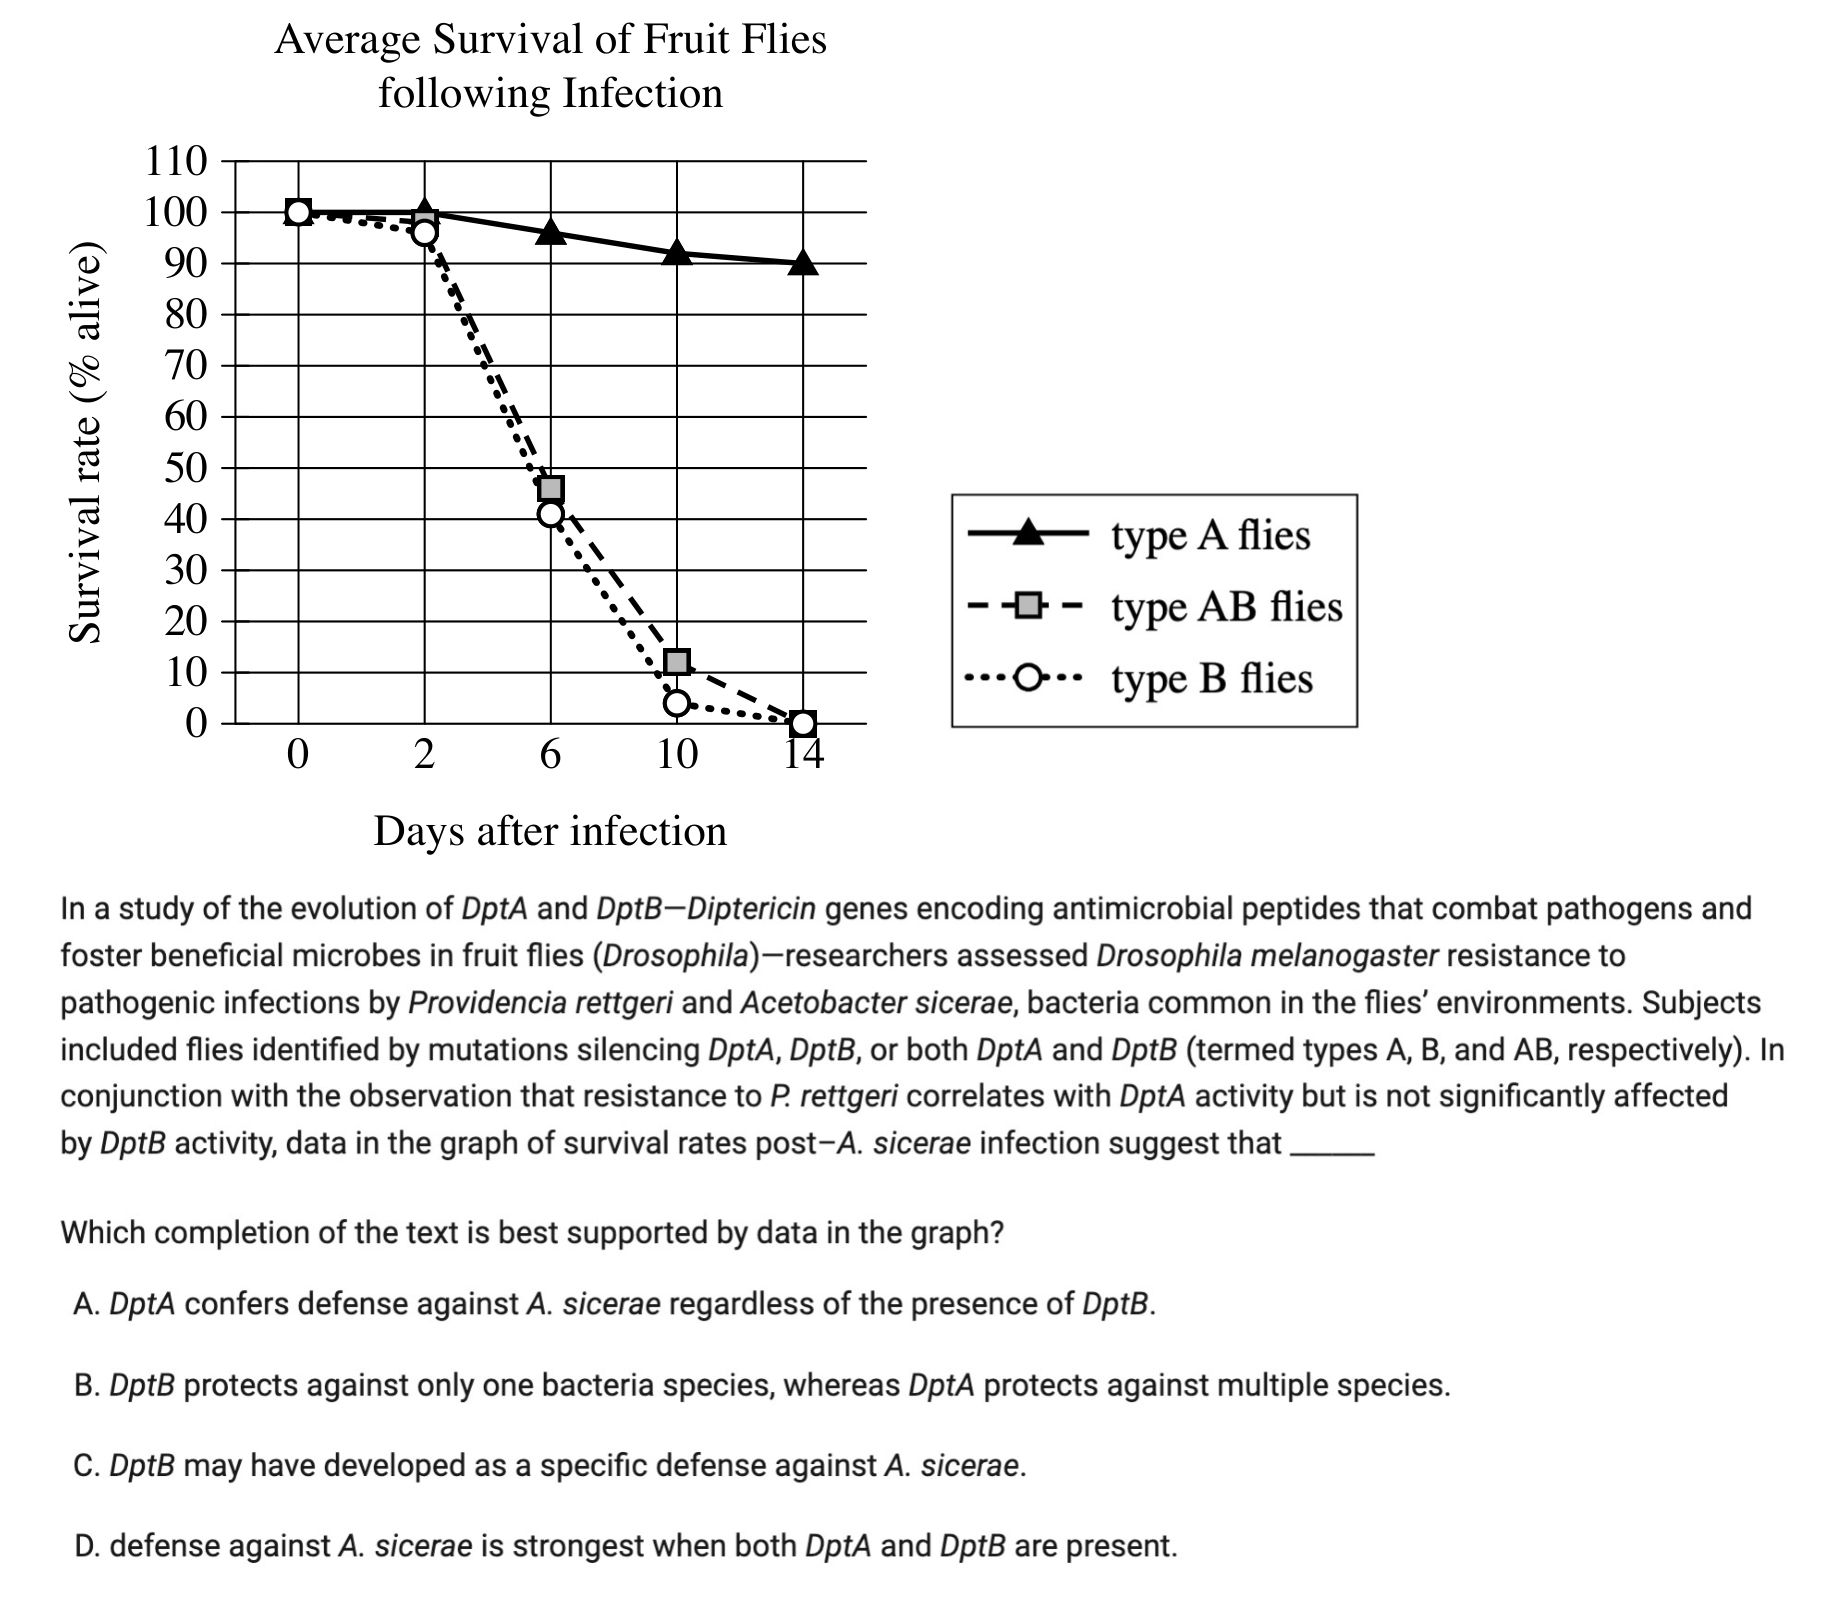 Average Survival of Fruit Flies
following Infection
Survival rate (% alive)
110
100
90
80
70
60
50
40
30
20
10
0
0 2 6 10 14
Days after infection
type A flies
type AB flies
type B flies
In a study of the evolution of DptA and DptB—Diptericin genes encoding antimicrobial peptides that combat pathogens and
foster beneficial microbes in fruit flies (Drosophila)—researchers assessed Drosophila melanogaster resistance to
pathogenic infections by Providencia rettgeri and Acetobacter sicerae, bacteria common in the flies’ environments. Subjects
included flies identified by mutations silencing DptA, DptB, or both DptA and DptB (termed types A, B, and AB, respectively). In
conjunction with the observation that resistance to P. rettgeri correlates with DptA activity but is not significantly affected
by DptB activity, data in the graph of survival rates post–A. sicerae infection suggest that ______
Which completion of the text is best supported by data in the graph?
A. DptA confers defense against A. sicerae regardless of the presence of DptB.
B. DptB protects against only one bacteria species, whereas DptA protects against multiple species.
C. DptB may have developed as a specific defense against A. sicerae.
D. defense against A. sicerae is strongest when both DptA and DptB are present.